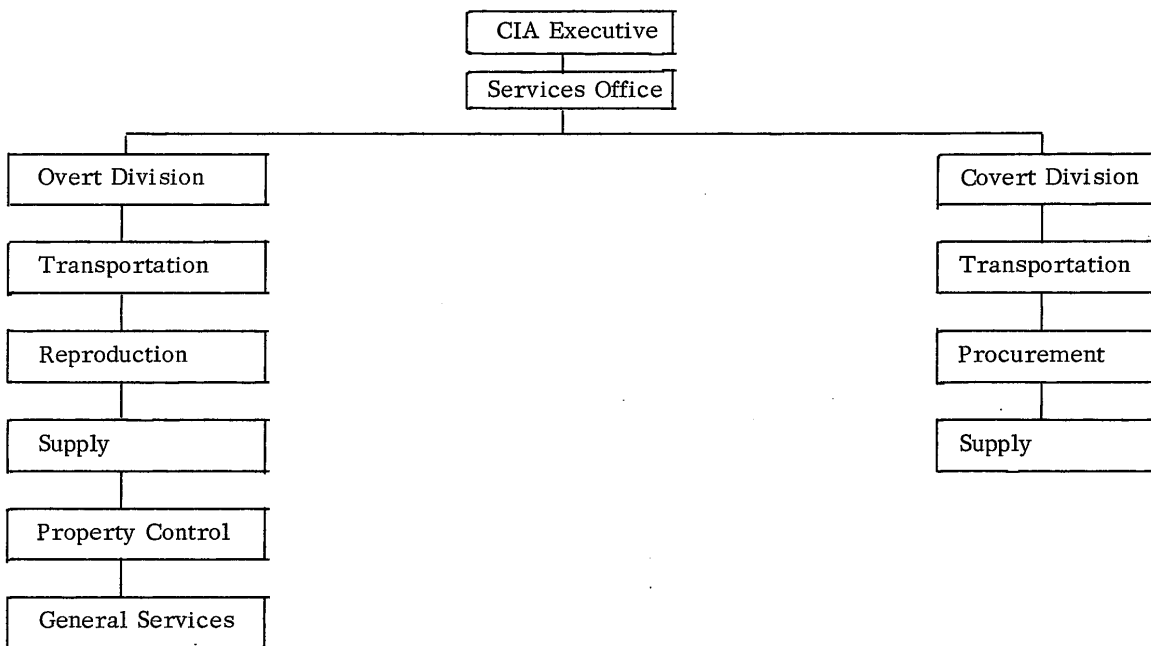 CIA Executive
Services Office
Overt Division
Covert Division
Transportation
Transportation
Reproduction
Procurement
Supply
Supply
Property Control
General Services